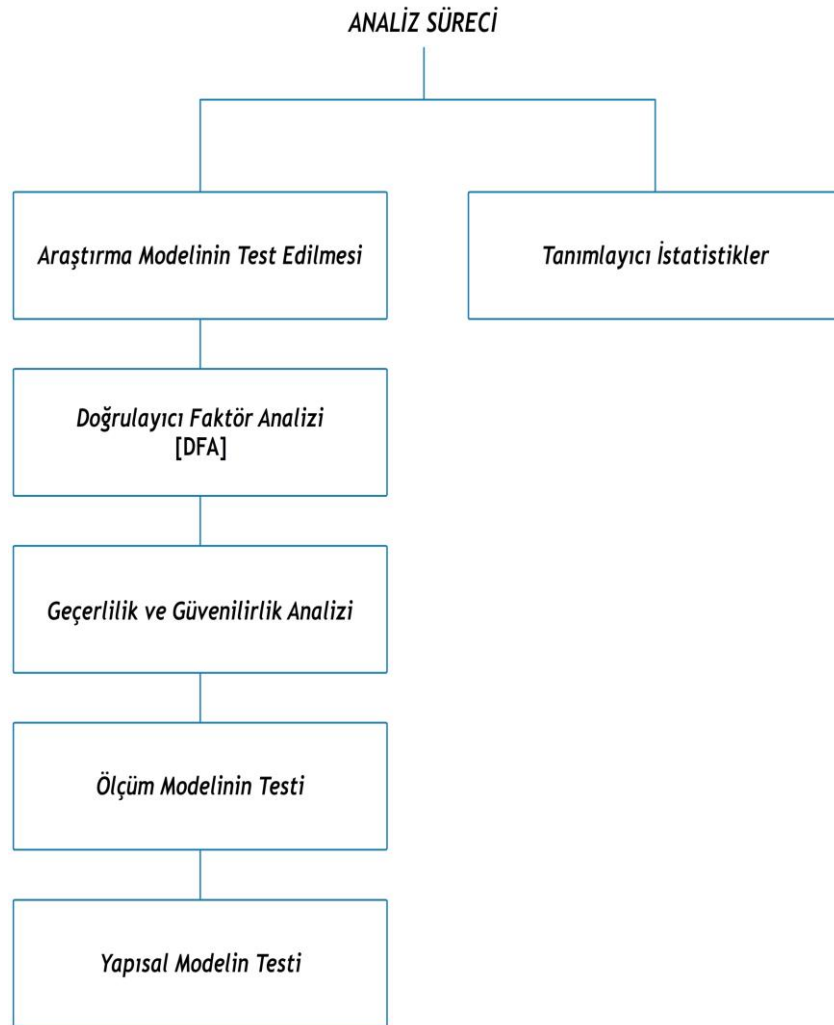 ANALİZ SÜRECİ
Araştırma Modelinin Test Edilmesi
Tanımlayıcı İstatistikler
Doğrulayıcı Faktör Analizi
[DFA]
Geçerlilik ve Güvenilirlik Analizi
Ölçüm Modelinin Testi
Yapısal Modelin Testi